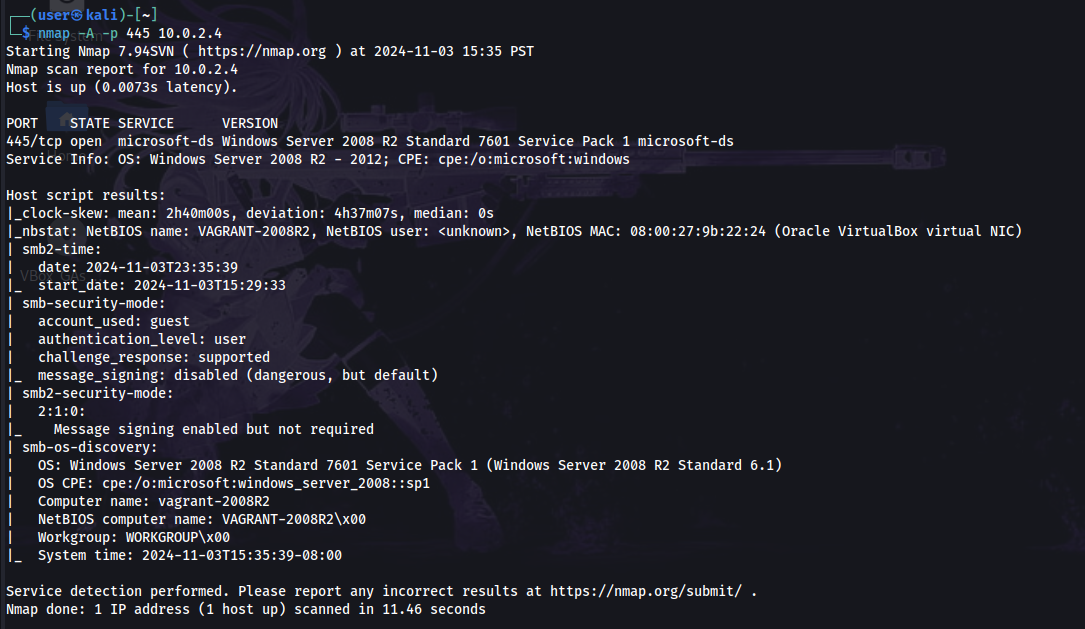 ┌──(user㉿kali)-[~]
└─$ nmap -A -p 445 10.0.2.4
Starting Nmap 7.94SVN ( https://nmap.org ) at 2024-11-03 15:35 PST
Nmap scan report for 10.0.2.4
Host is up (0.0073s latency).

PORT    STATE SERVICE      VERSION
445/tcp open  microsoft-ds Windows Server 2008 R2 Standard 7601 Service Pack 1 microsoft-ds
Service Info: OS: Windows Server 2008 R2 - 2012; CPE: cpe:/o:microsoft:windows

Host script results:
|_clock-skew: mean: 2h40m00s, deviation: 4h37m07s, median: 0s
|_nbstat: NetBIOS name: VAGRANT-2008R2, NetBIOS user: <unknown>, NetBIOS MAC: 08:00:27:9b:22:24 (Oracle VirtualBox virtual NIC)
| smb2-time:
|   date: 2024-11-03T23:35:39
|_  start_date: 2024-11-03T15:29:33
| smb-security-mode:
|   account_used: guest
|   authentication_level: user
|   challenge_response: supported
|_  message_signing: disabled (dangerous, but default)
| smb2-security-mode:
|   2:1:0:
|_    Message signing enabled but not required
| smb-os-discovery:
|   OS: Windows Server 2008 R2 Standard 7601 Service Pack 1 (Windows Server 2008 R2 Standard 6.1)
|   OS CPE: cpe:/o:microsoft:windows_server_2008::sp1
|   Computer name: vagrant-2008R2
|   NetBIOS computer name: VAGRANT-2008R2\x00
|   Workgroup: WORKGROUP\x00
|_  System time: 2024-11-03T15:35:39-08:00

Service detection performed. Please report any incorrect results at https://nmap.org/submit/ .
Nmap done: 1 IP address (1 host up) scanned in 11.46 seconds